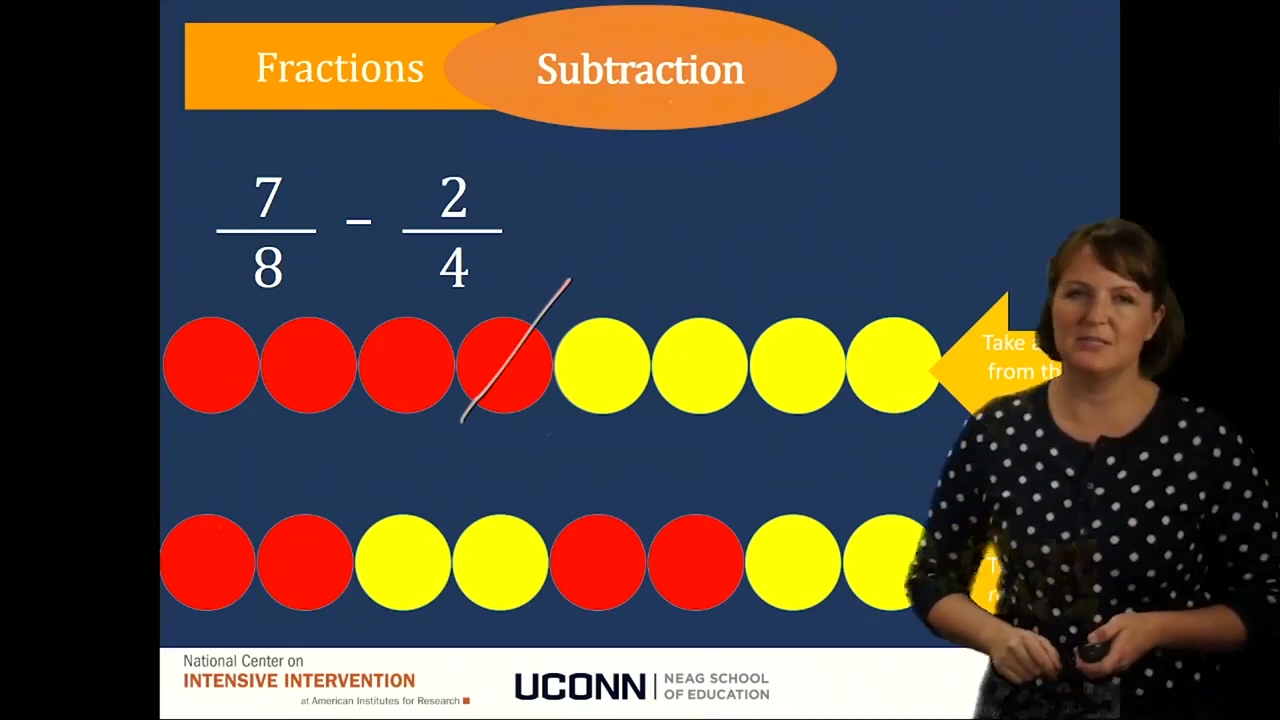 Fractions
Subtraction
7 – 2
8 4
Take
from
National Center on
INTENSIVE INTERVENTION
at American Institutes for Research
UCONN
NEAG SCHOOL
OF EDUCATION